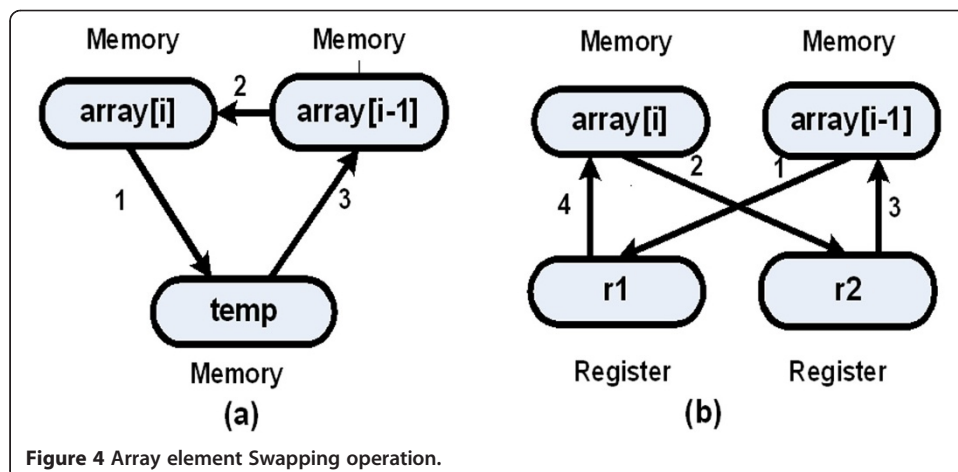 Memory
Memory
array[i]
2
array[i-1]
1
3
temp
Memory
(a)
Memory
Memory
array[i]
array[i-1]
2
1
4
3
r1
r2
Register
Register
(b)
Figure 4 Array element Swapping operation.